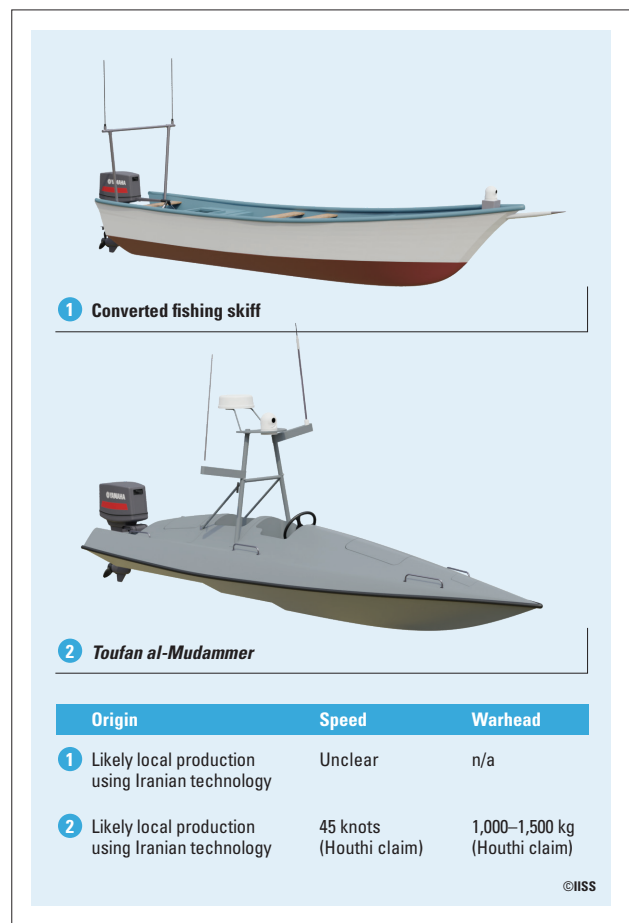 YAMAHA
1 Converted fishing skiff
YAMAHA
2 Toufan al-Mudammer
Origin Speed Warhead
1 Likely local production Unclear n/a
using Iranian technology
2 Likely local production 45 knots 1,000–1,500 kg
using Iranian technology (Houthi claim) (Houthi claim)
©IISS